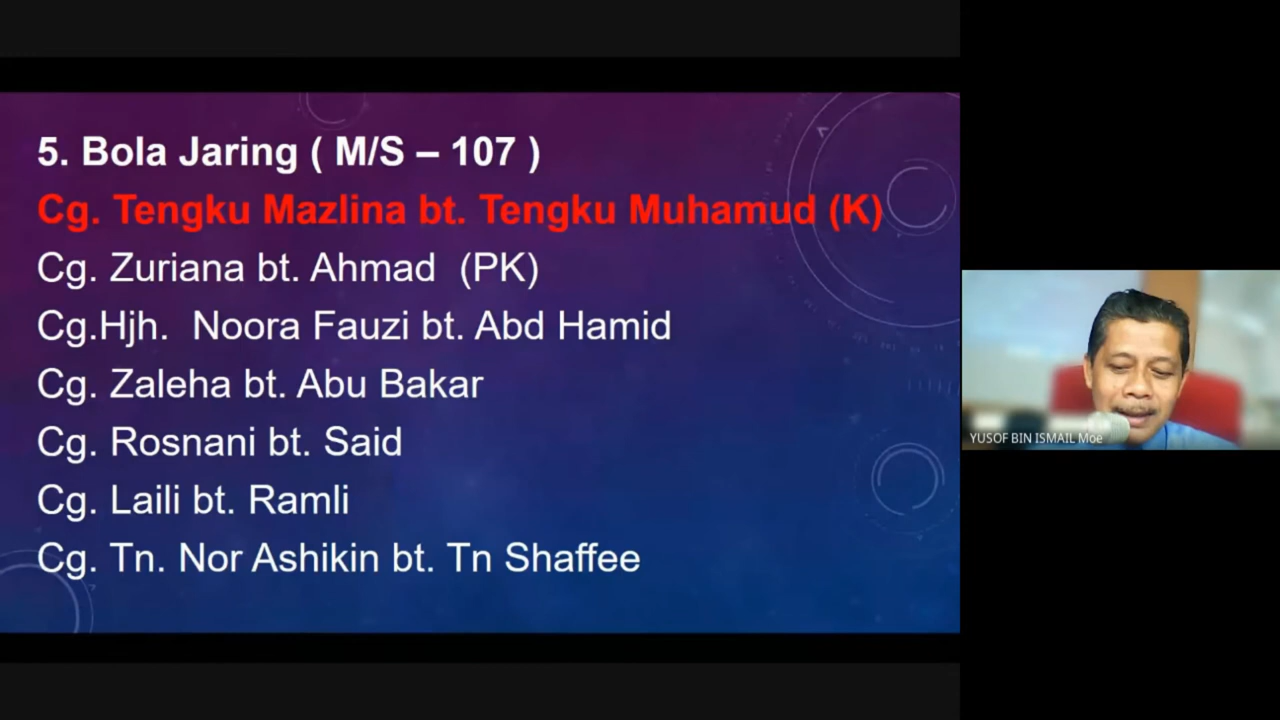 5. Bola Jaring ( M/S – 107 )
Cg. Tengku Mazlina bt. Tengku Muhamud (K)
Cg. Zuriana bt. Ahmad (PK)
Cg.Hjh. Noora Fauzi bt. Abd Hamid
Cg. Zaleha bt. Abu Bakar
Cg. Rosnani bt. Said
Cg. Laili bt. Ramli
Cg. Tn. Nor Ashikin bt. Tn Shaffee
YUSOF BIN ISMAIL Moe